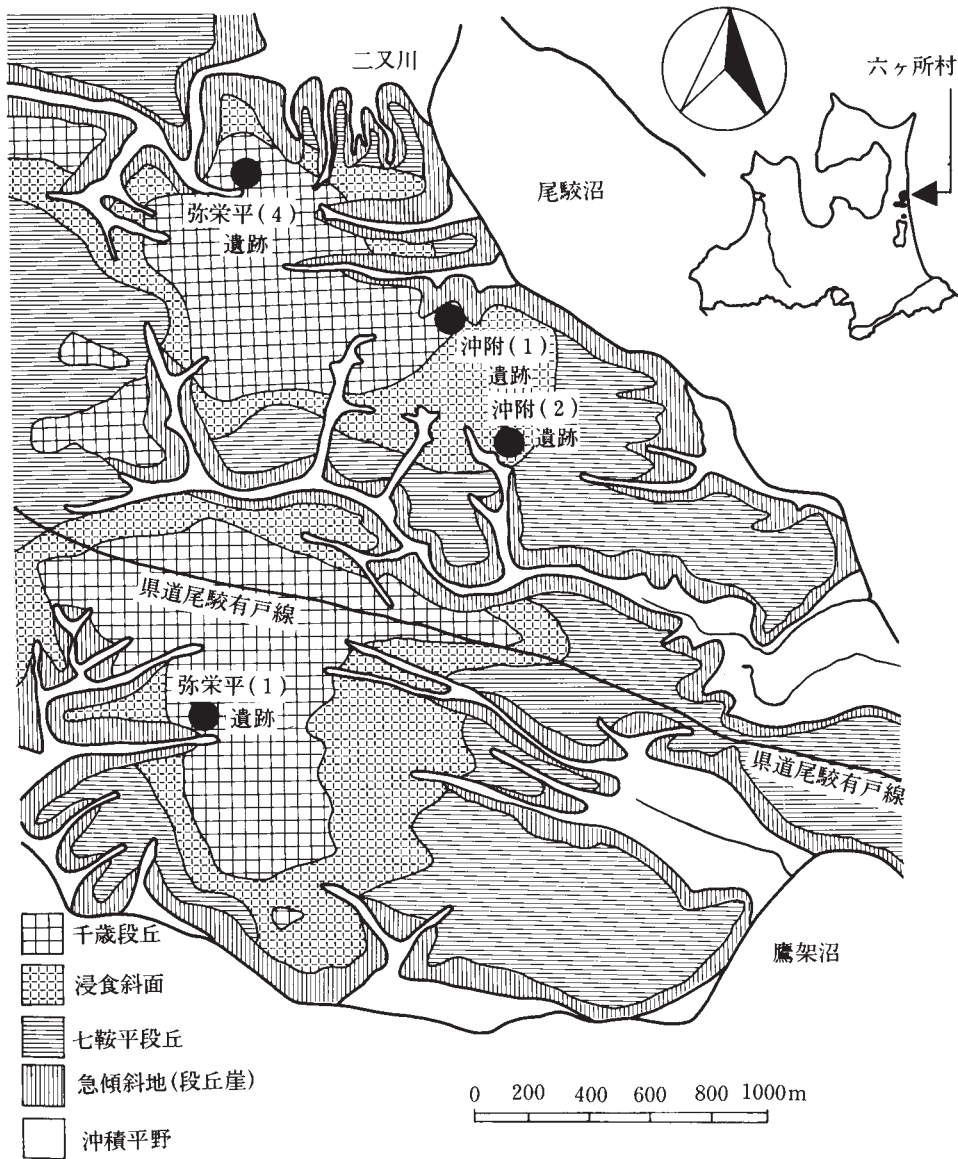 二又川
六ヶ所村
尾駮沼
弥栄平(4)
遺跡
沖附(1)
遺跡
沖附(2)
遺跡
県道尾駮有戸線
弥栄平(1)
遺跡
県道尾駮有戸線
鷹架沼
千歳段丘
浸食斜面
七鞍平段丘
急傾斜地(段丘崖)
沖積平野
0 200 400 600 800 1000m